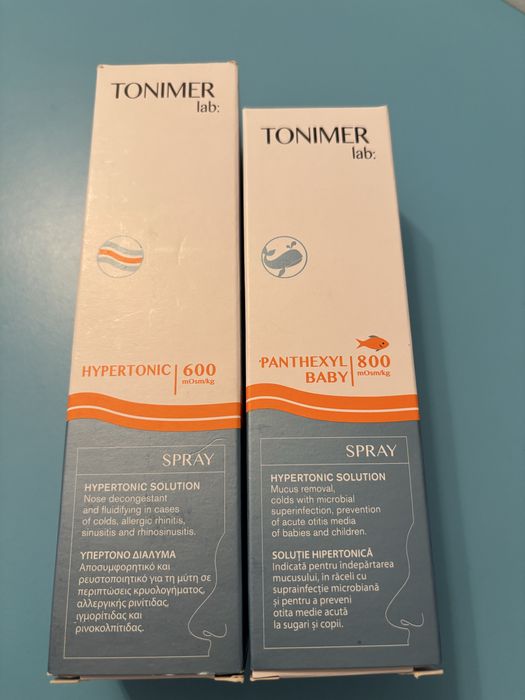 TONIMER
lab:
HYPERTONIC | 600
mOsm/kg
SPRAY
HYPERTONIC SOLUTION
Nose decongestant
and fluidifying in cases
of colds, allergic rhinitis,
sinusitis and rhinosinusitis.
ΥΠΕΡΤΟΝΟ ΔΙΑΛΥΜΑ
Αποσυμφορητικό και
ρευστοποιητικό για τη μύτη σε
περιπτώσεις κρυολογήματος,
αλλεργικής ρινίτιδας,
ιγμορίτιδας και
ρινοκολπίτιδας.
TONIMER
lab:
PANTHEXYL
BABY | 800
mOsm/kg
SPRAY
HYPERTONIC SOLUTION
Mucus removal,
colds with microbial
superinfection, prevention
of acute otitis media
of babies and children.
SOLUȚIE HIPERTONICĂ
Indicată pentru îndepărtarea
mucusului, în răceli cu
suprainfecție microbiană
și pentru a preveni
otita medie acută
la sugari și copii.